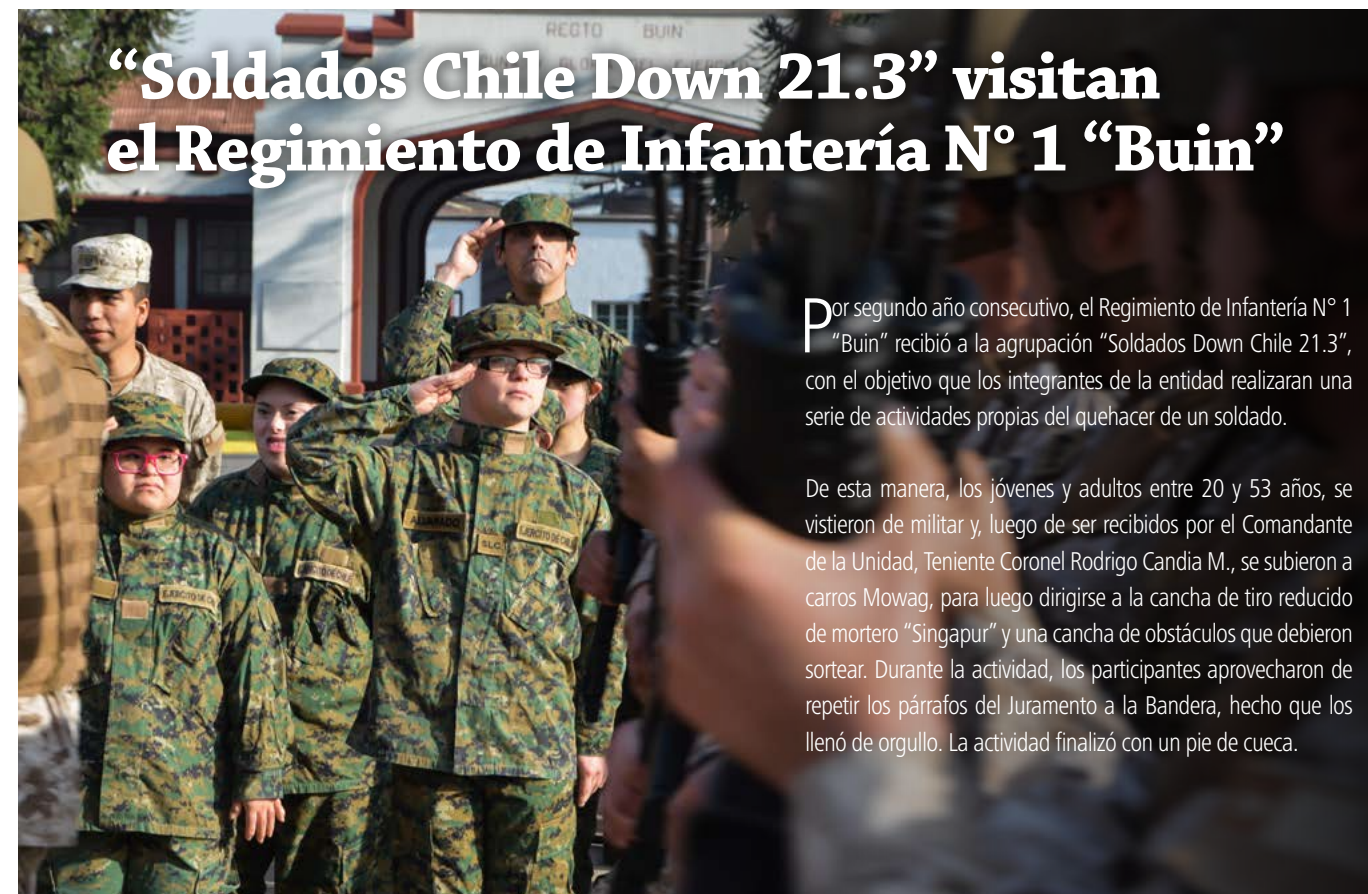 REGTO "BUIN"
“Soldados Chile Down 21.3” visitan
el Regimiento de Infantería N° 1 “Buin”
Por segundo año consecutivo, el Regimiento de Infantería N° 1
“Buin” recibió a la agrupación “Soldados Down Chile 21.3”,
con el objetivo que los integrantes de la entidad realizaran una
serie de actividades propias del quehacer de un soldado.
De esta manera, los jóvenes y adultos entre 20 y 53 años, se
vistieron de militar y, luego de ser recibidos por el Comandante
de la Unidad, Teniente Coronel Rodrigo Candia M., se subieron a
carros Mowag, para luego dirigirse a la cancha de tiro reducido
de mortero “Singapur” y una cancha de obstáculos que debieron
sortear. Durante la actividad, los participantes aprovecharon de
repetir los párrafos del Juramento a la Bandera, hecho que los
llenó de orgullo. La actividad finalizó con un pie de cueca.
ALVARADO
SLC
EJERCITO DE CHILE
EJERCITO DE CHILE
EJERCITO DE CH